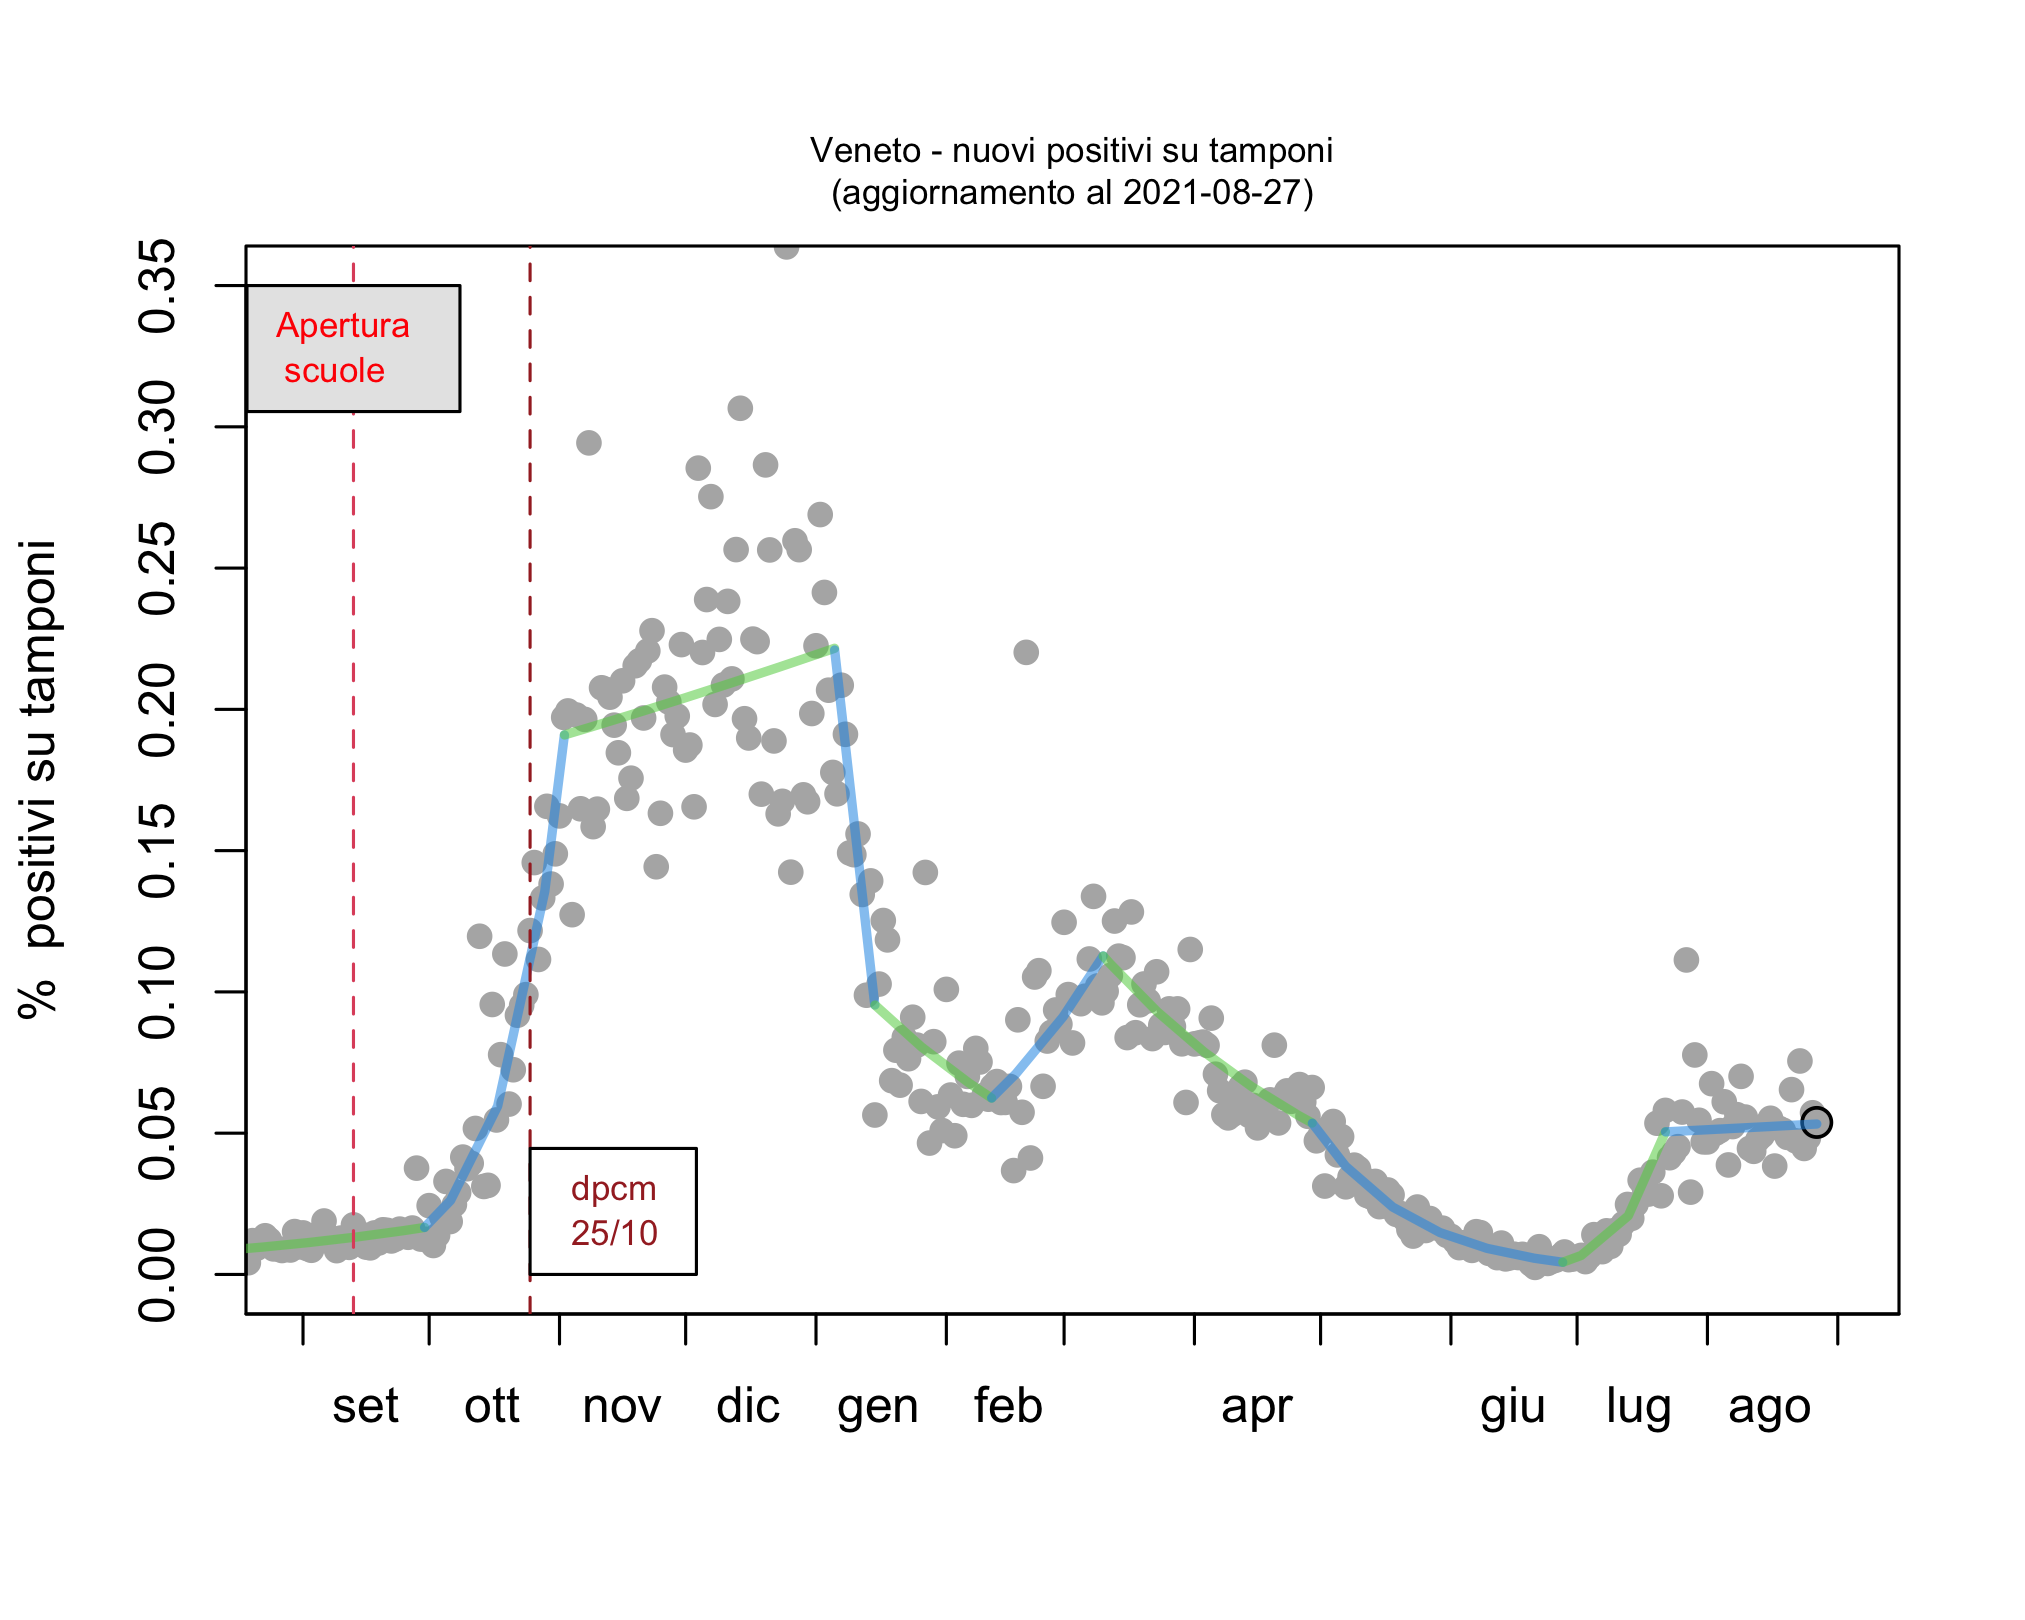 Veneto - nuovi positivi su tamponi
(aggiornamento al 2021-08-27)
% positivi su tamponi
0.35
0.30
0.25
0.20
0.15
0.10
0.05
0.00
Apertura
scuole
dpcm
25/10
set ott nov dic gen feb apr giu lug ago